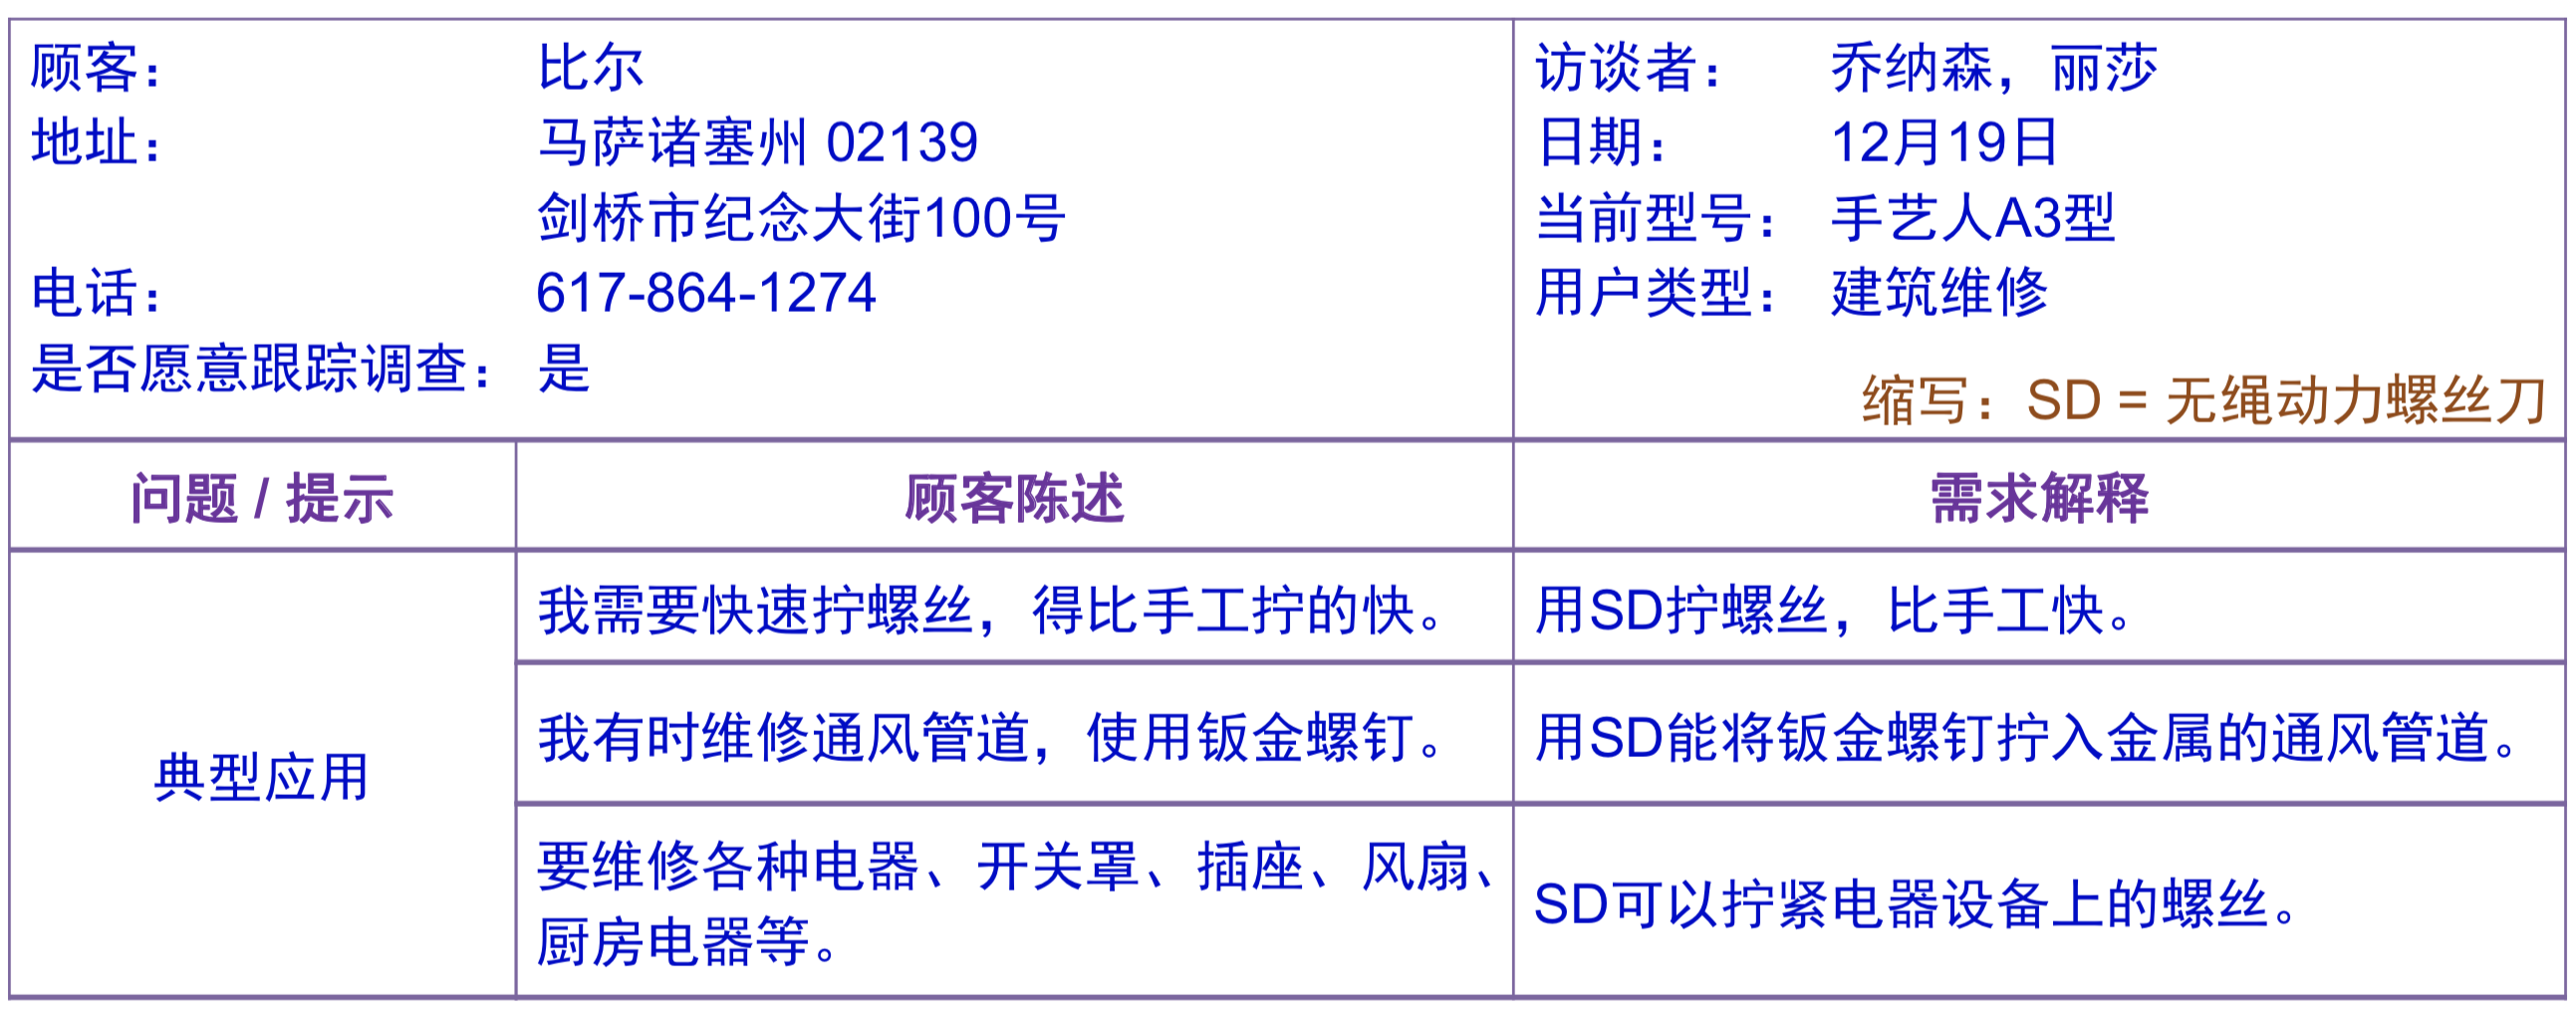 顾客： 比尔
地址： 马萨诸塞州 02139
剑桥市纪念大街100号
电话： 617-864-1274
是否愿意跟踪调查： 是
访谈者： 乔纳森，丽莎
日期： 12月19日
当前型号： 手艺人A3型
用户类型： 建筑维修
缩写：SD = 无绳动力螺丝刀
问题 / 提示
顾客陈述
需求解释
典型应用
我需要快速拧螺丝，得比手工拧的快。
用SD拧螺丝，比手工快。
我有时维修通风管道，使用钣金螺钉。
用SD能将钣金螺钉拧入金属的通风管道。
要维修各种电器、开关罩、插座、风扇、
厨房电器等。
SD可以拧紧电器设备上的螺丝。